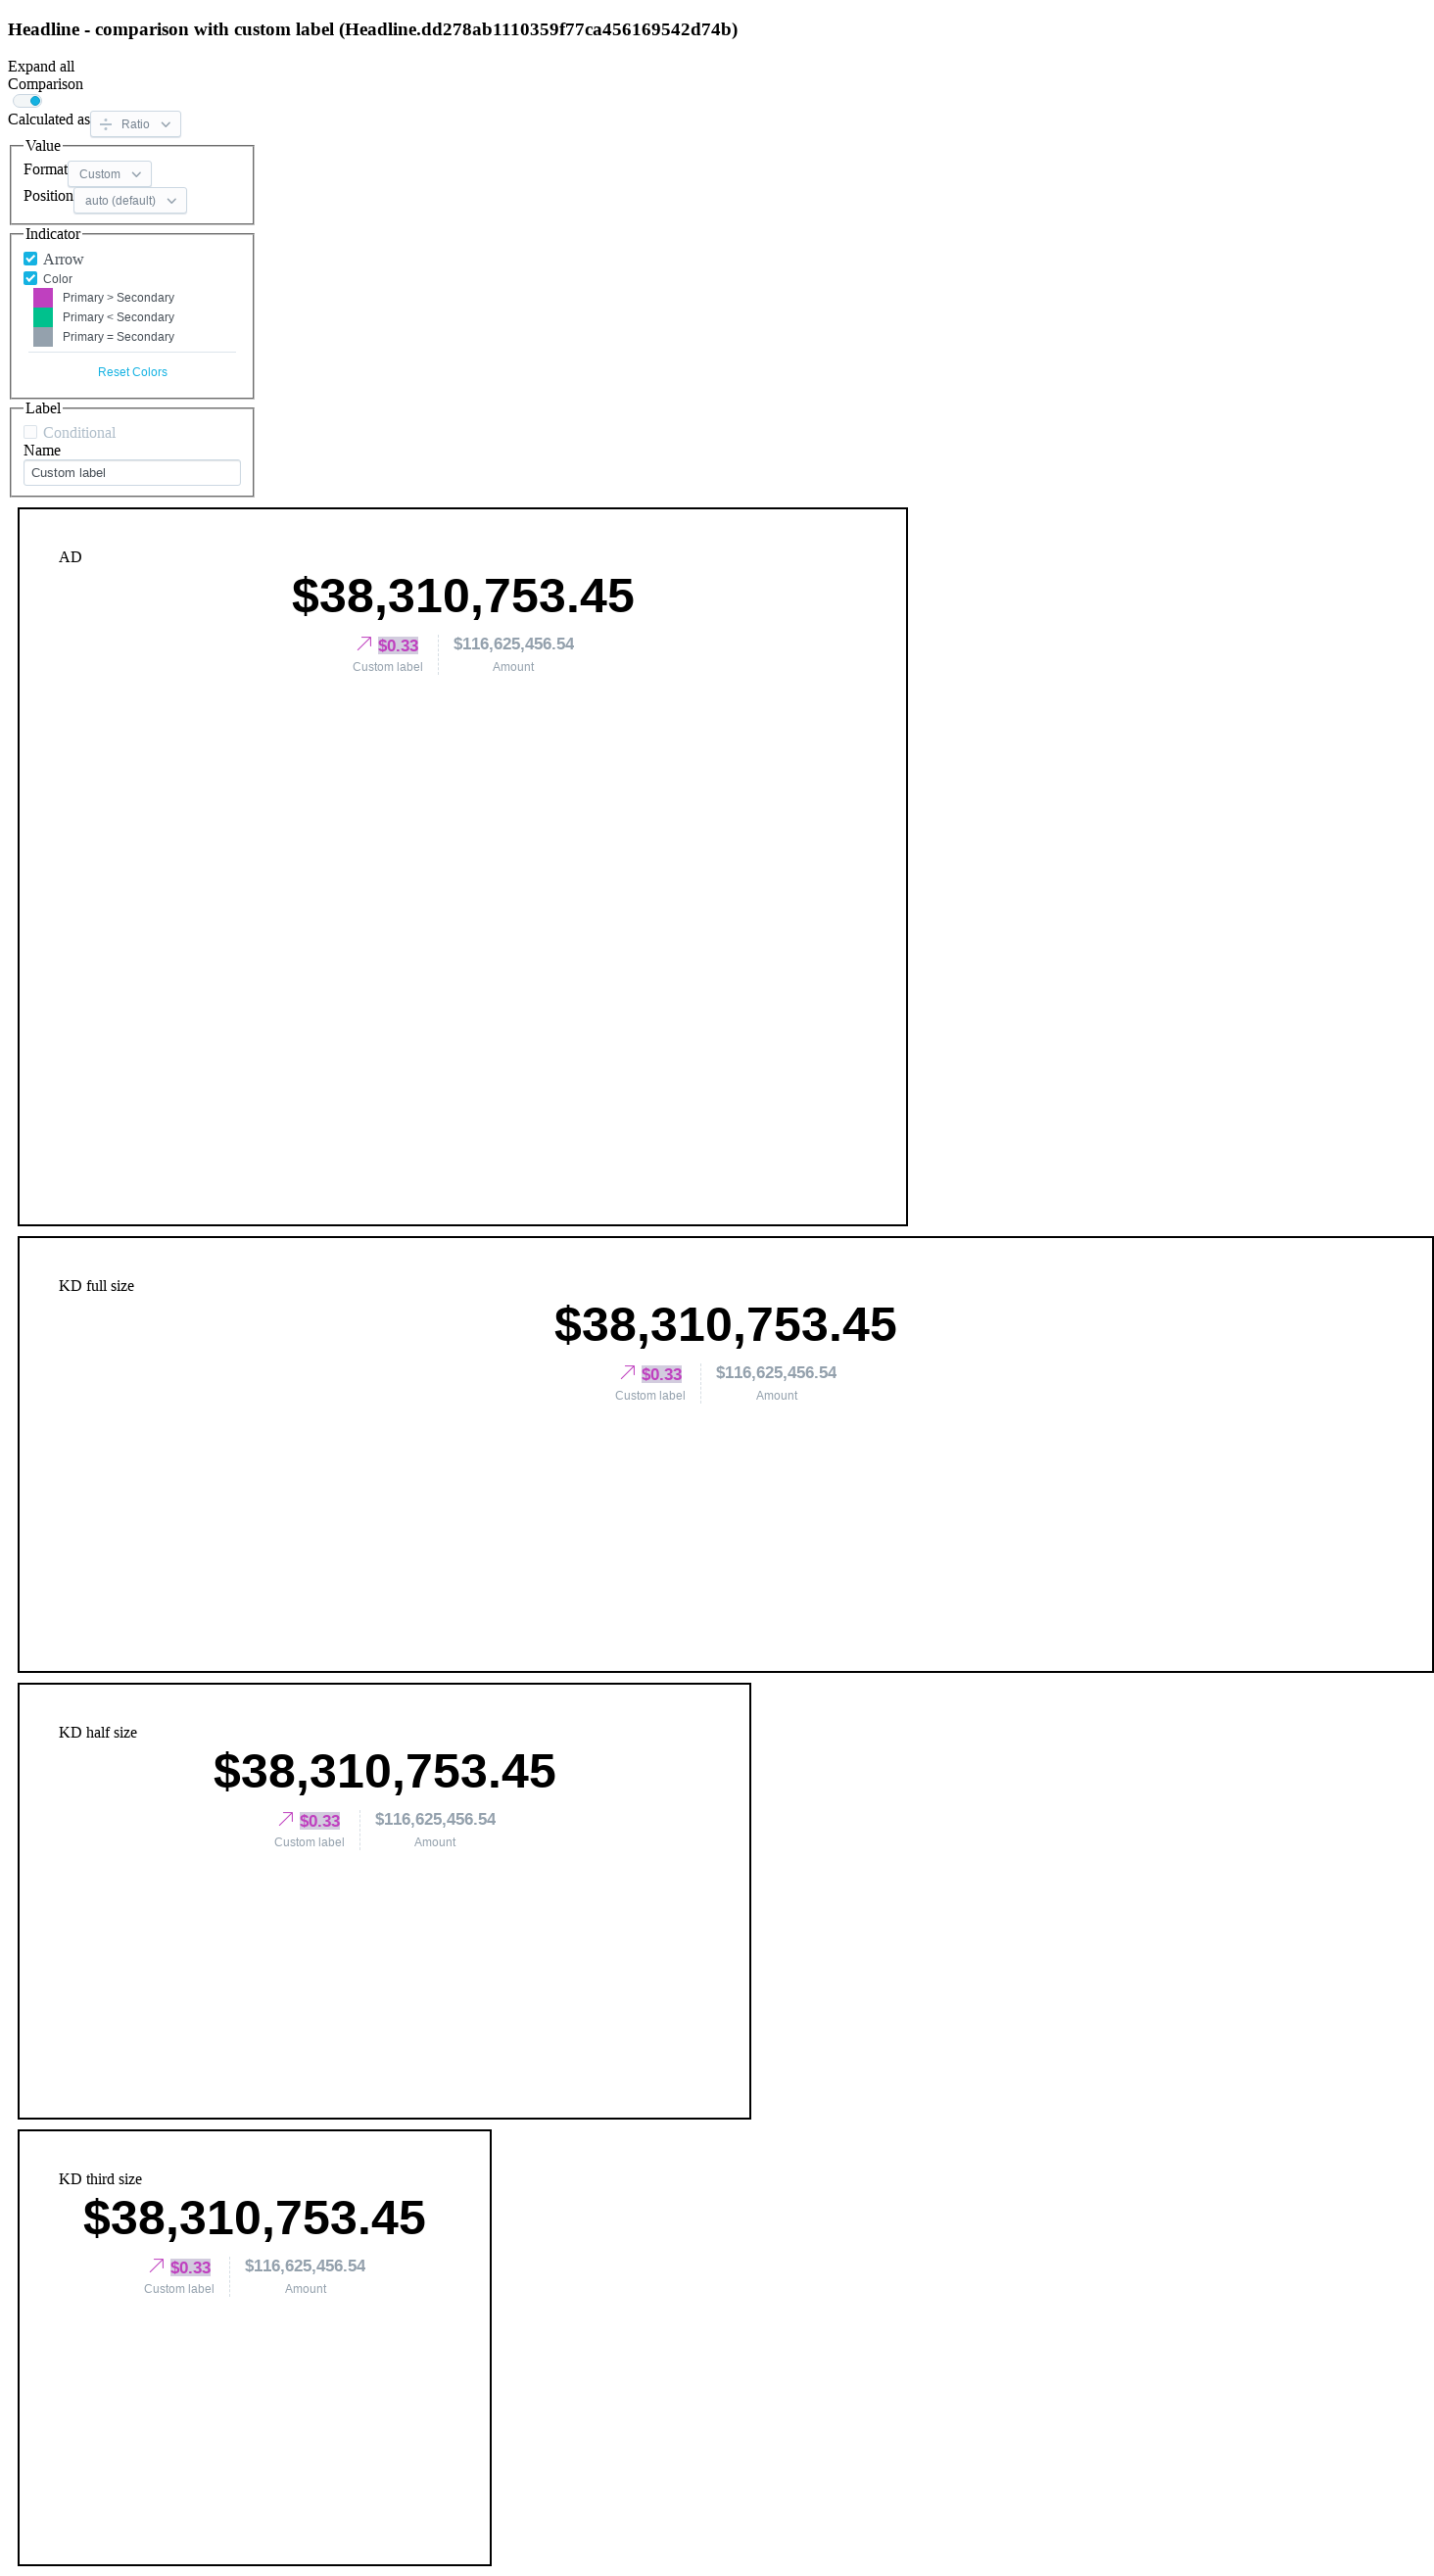 Headline - comparison with custom label (Headline.dd278ab1110359f77ca456169542d74b)
Expand all
Comparison
Calculated as Ratio
Value
Format Custom
Position auto (default)
Indicator
Arrow
Color
Primary > Secondary
Primary < Secondary
Primary = Secondary
Reset Colors
Label
Conditional
Name
Custom label
AD
$38,310,753.45
$0.33 $116,625,456.54
Custom label Amount
KD full size
$38,310,753.45
$0.33 $116,625,456.54
Custom label Amount
KD half size
$38,310,753.45
$0.33 $116,625,456.54
Custom label Amount
KD third size
$38,310,753.45
$0.33 $116,625,456.54
Custom label Amount